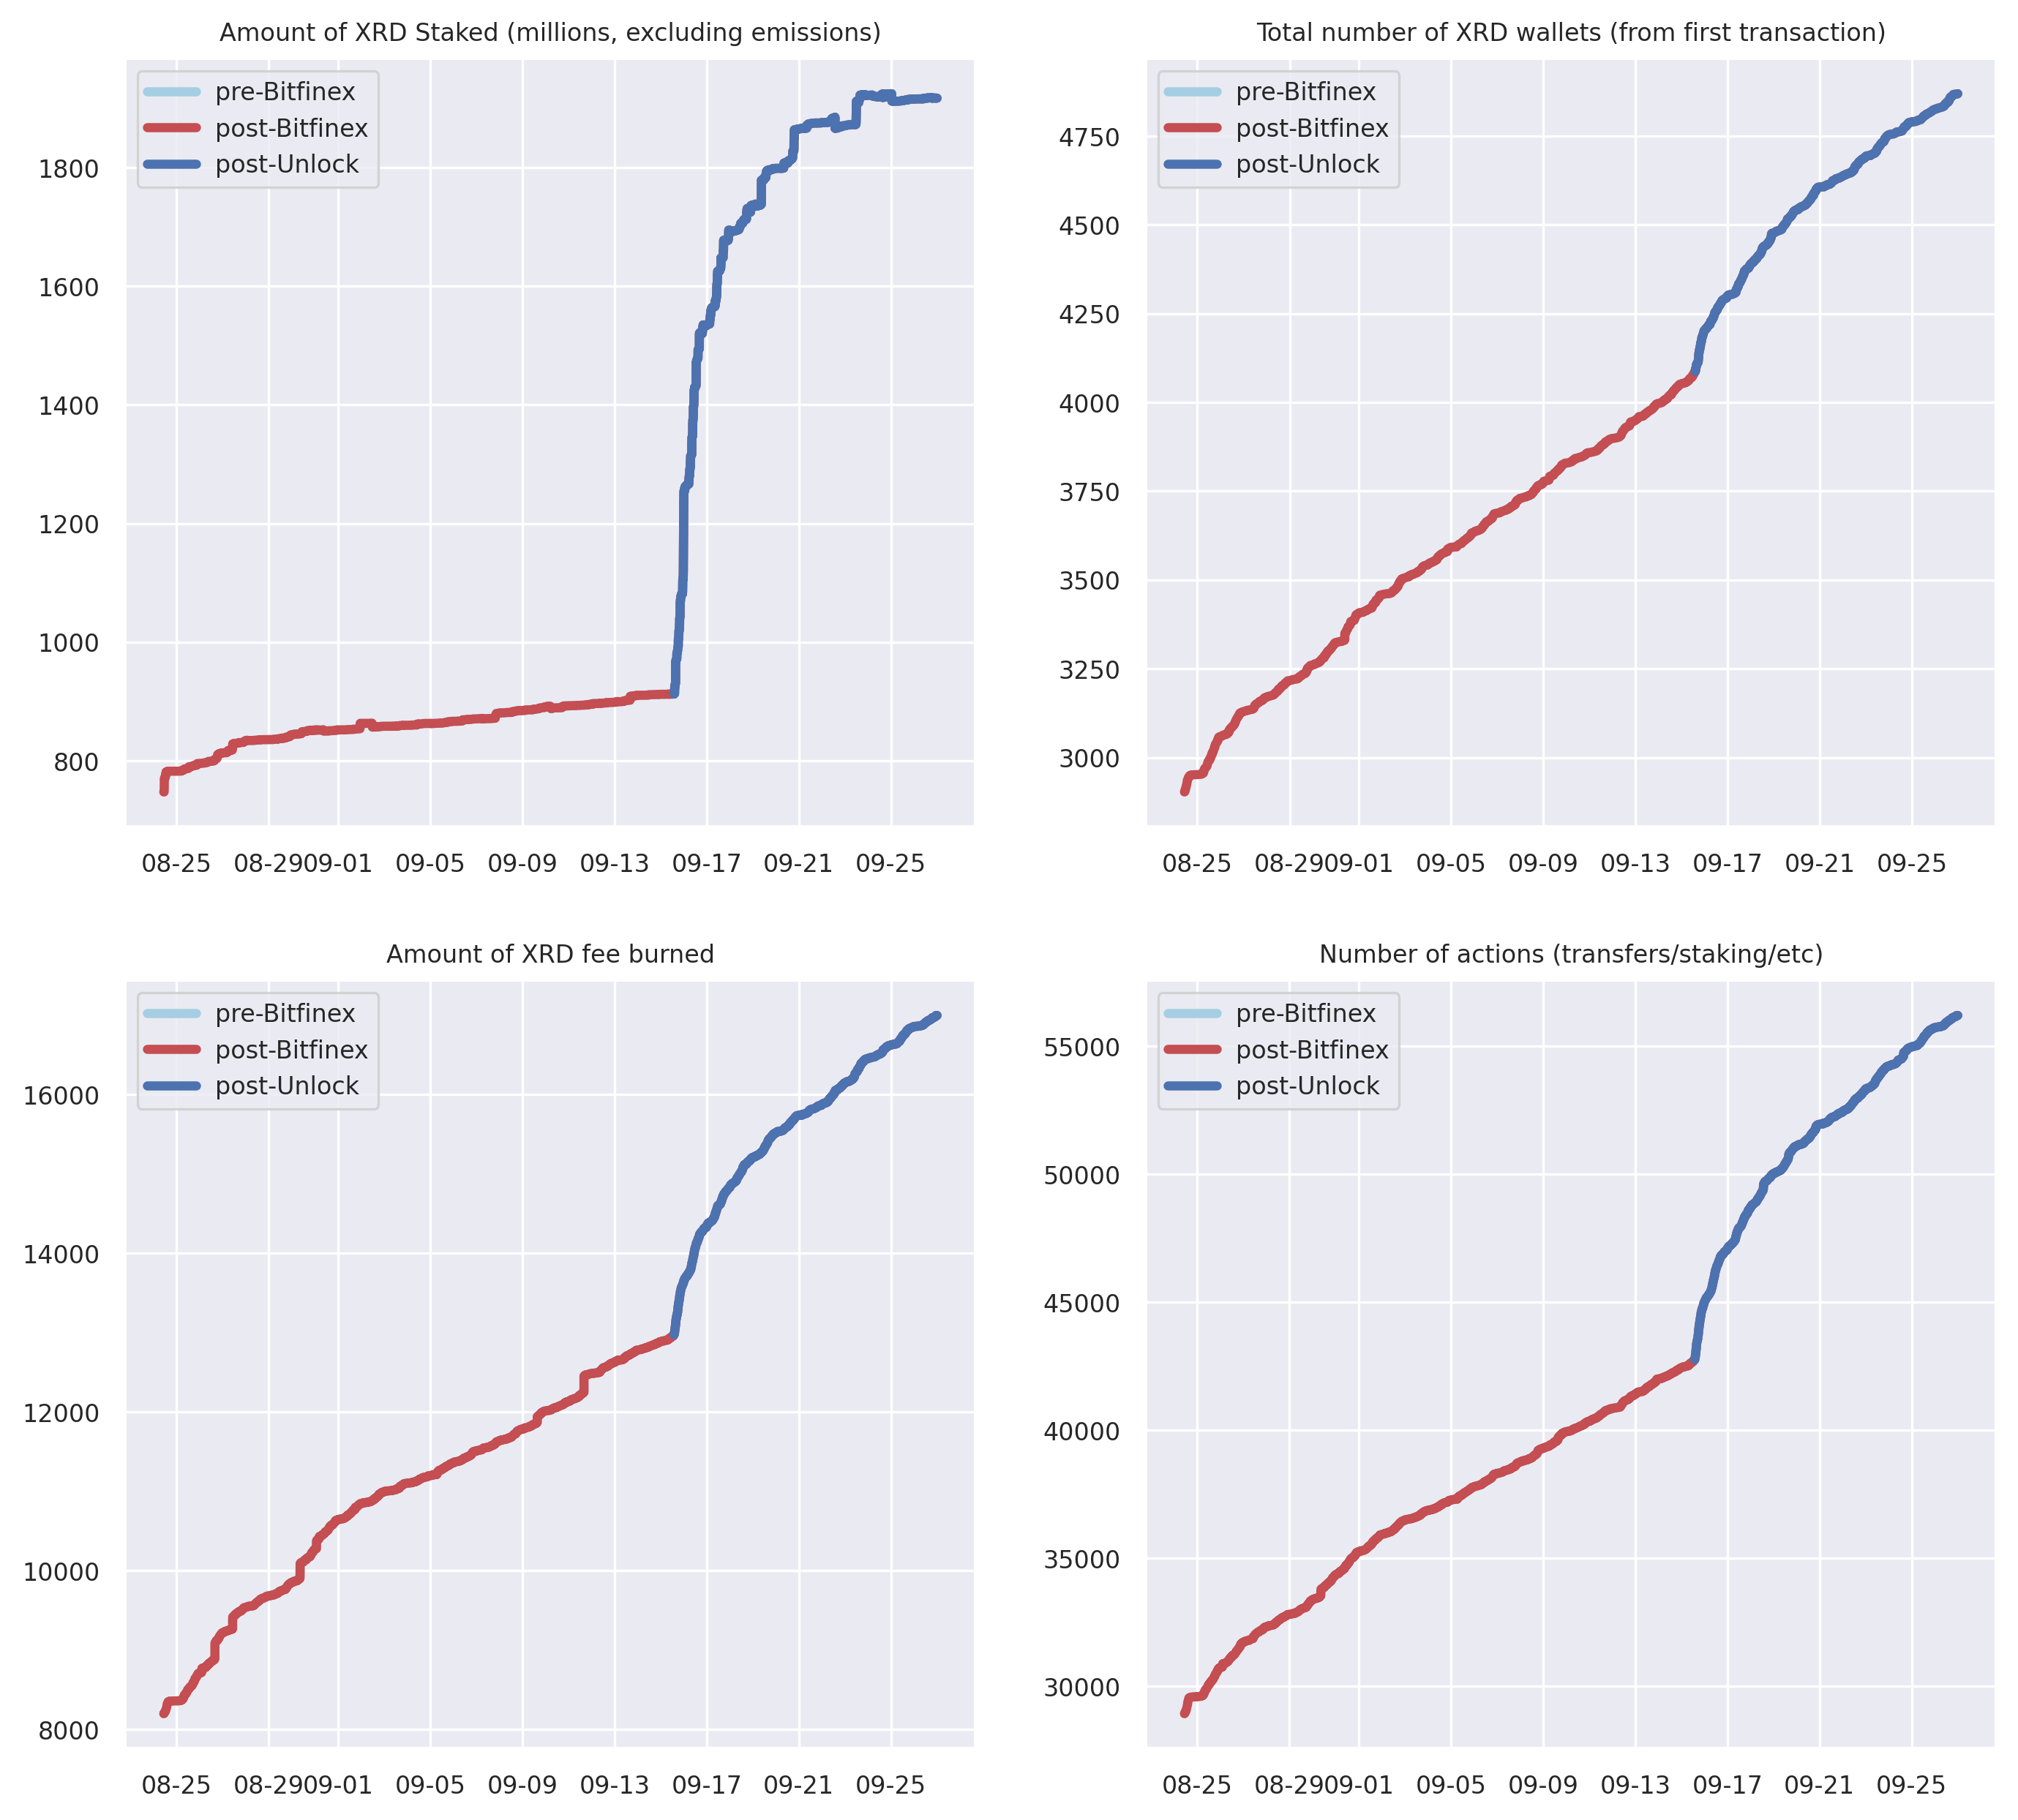 Amount of XRD Staked (millions, excluding emissions)
pre-Bitfinex
post-Bitfinex
post-Unlock
1800
1600
1400
1200
1000
800
08-25 08-29 09-01 09-05 09-09 09-13 09-17 09-21 09-25
Total number of XRD wallets (from first transaction)
pre-Bitfinex
post-Bitfinex
post-Unlock
4750
4500
4250
4000
3750
3500
3250
3000
08-25 08-29 09-01 09-05 09-09 09-13 09-17 09-21 09-25
Amount of XRD fee burned
pre-Bitfinex
post-Bitfinex
post-Unlock
16000
14000
12000
10000
8000
08-25 08-29 09-01 09-05 09-09 09-13 09-17 09-21 09-25
Number of actions (transfers/staking/etc)
pre-Bitfinex
post-Bitfinex
post-Unlock
55000
50000
45000
40000
35000
30000
08-25 08-29 09-01 09-05 09-09 09-13 09-17 09-21 09-25